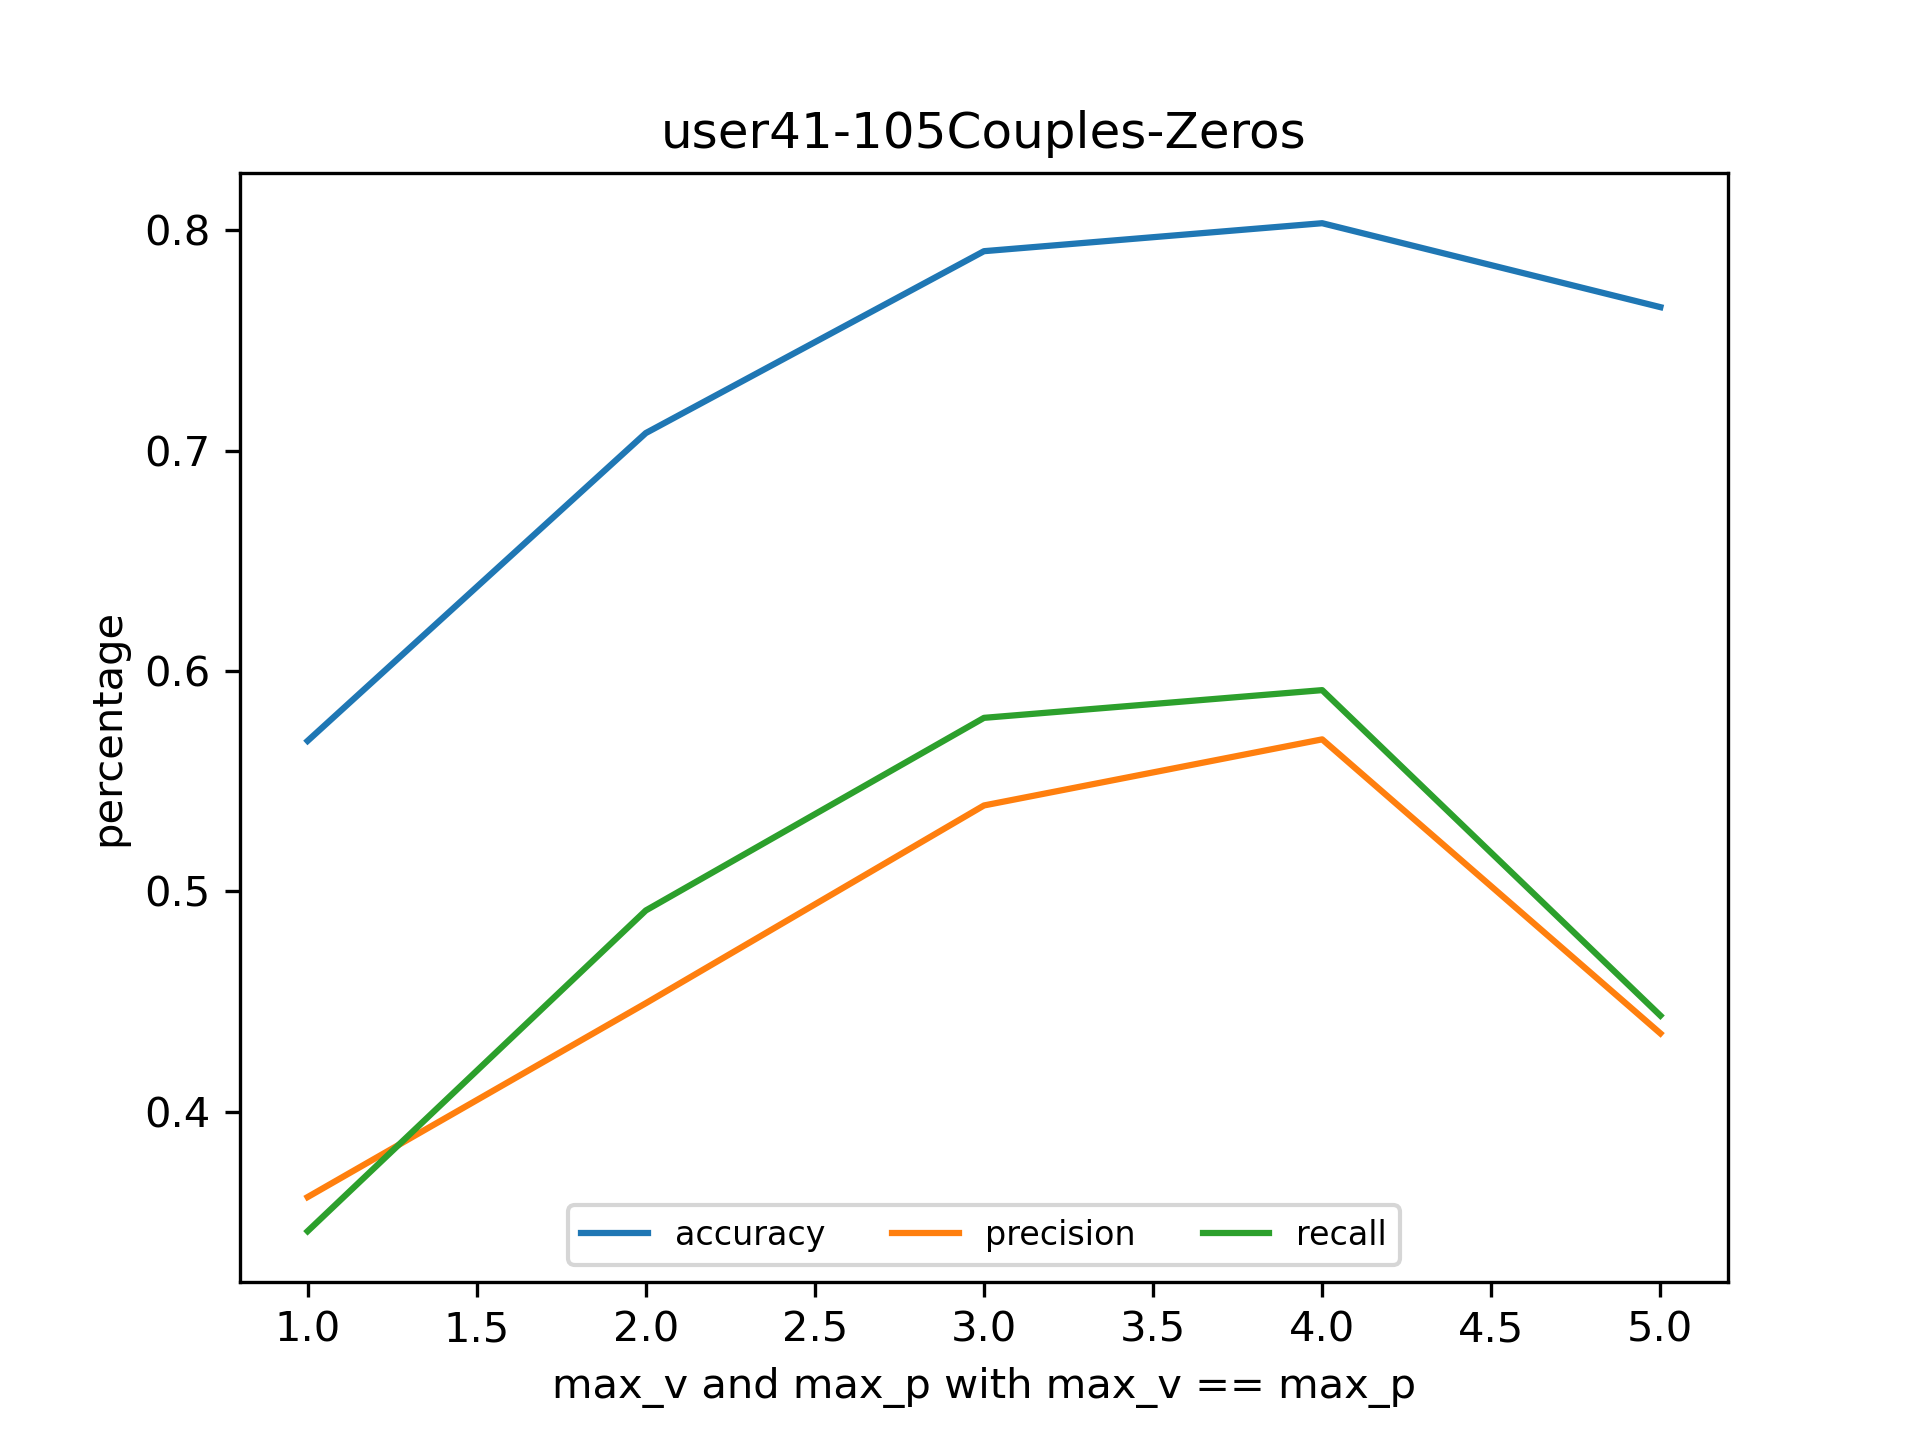 user41-105Couples-Zeros
percentage
0.8
0.7
0.6
0.5
0.4
accuracy precision recall
1.0 1.5 2.0 2.5 3.0 3.5 4.0 4.5 5.0
max_v and max_p with max_v == max_p